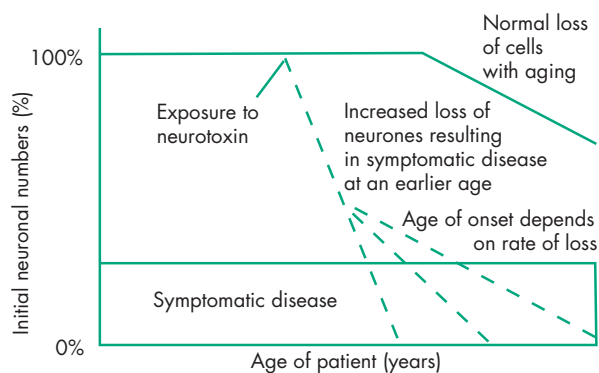 Initial neuronal numbers (%)
100%
0%
Normal loss
of cells
with aging
Exposure to
neurotoxin
Increased loss of
neurones resulting
in symptomatic disease
at an earlier age
Age of onset depends
on rate of loss
Symptomatic disease
Age of patient (years)